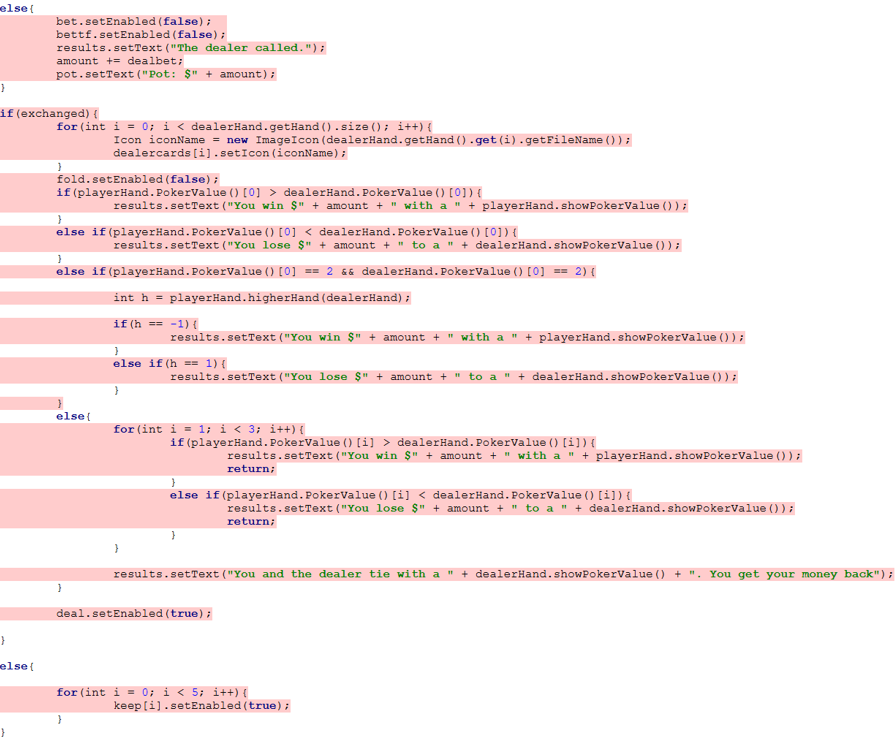 else{
        bet.setEnabled(false);
        bettf.setEnabled(false);
        results.setText("The dealer called.");
        amount += dealbet;
        pot.setText("Pot: $" + amount);
}
if(exchanged){
        for(int i = 0; i < dealerHand.getHand().size(); i++){
                Icon iconName = new ImageIcon(dealerHand.getHand().get(i).getFileName());
                dealercards[i].setIcon(iconName);
        }
        fold.setEnabled(false);
        if(playerHand.PokerValue()[0] > dealerHand.PokerValue()[0]){
                results.setText("You win $" + amount + " with a " + playerHand.showPokerValue());
        }
        else if(playerHand.PokerValue()[0] < dealerHand.PokerValue()[0]){
                results.setText("You lose $" + amount + " to a " + dealerHand.showPokerValue());
        }
        else if(playerHand.PokerValue()[0] == 2 && dealerHand.PokerValue()[0] == 2){
                int h = playerHand.higherHand(dealerHand);
                if(h == -1){
                        results.setText("You win $" + amount + " with a " + playerHand.showPokerValue());
                }
                else if(h == 1){
                        results.setText("You lose $" + amount + " to a " + dealerHand.showPokerValue());
                }
        }
        else{
                for(int i = 1; i < 3; i++){
                        if(playerHand.PokerValue()[i] > dealerHand.PokerValue()[i]){
                                results.setText("You win $" + amount + " with a " + playerHand.showPokerValue());
                                return;
                        }
                        else if(playerHand.PokerValue()[i] < dealerHand.PokerValue()[i]){
                                results.setText("You lose $" + amount + " to a " + dealerHand.showPokerValue());
                                return;
                        }
                }
                results.setText("You and the dealer tie with a " + dealerHand.showPokerValue() + ". You get your money back");
        }
        deal.setEnabled(true);
}
else{
        for(int i = 0; i < 5; i++){
                keep[i].setEnabled(true);
        }
}